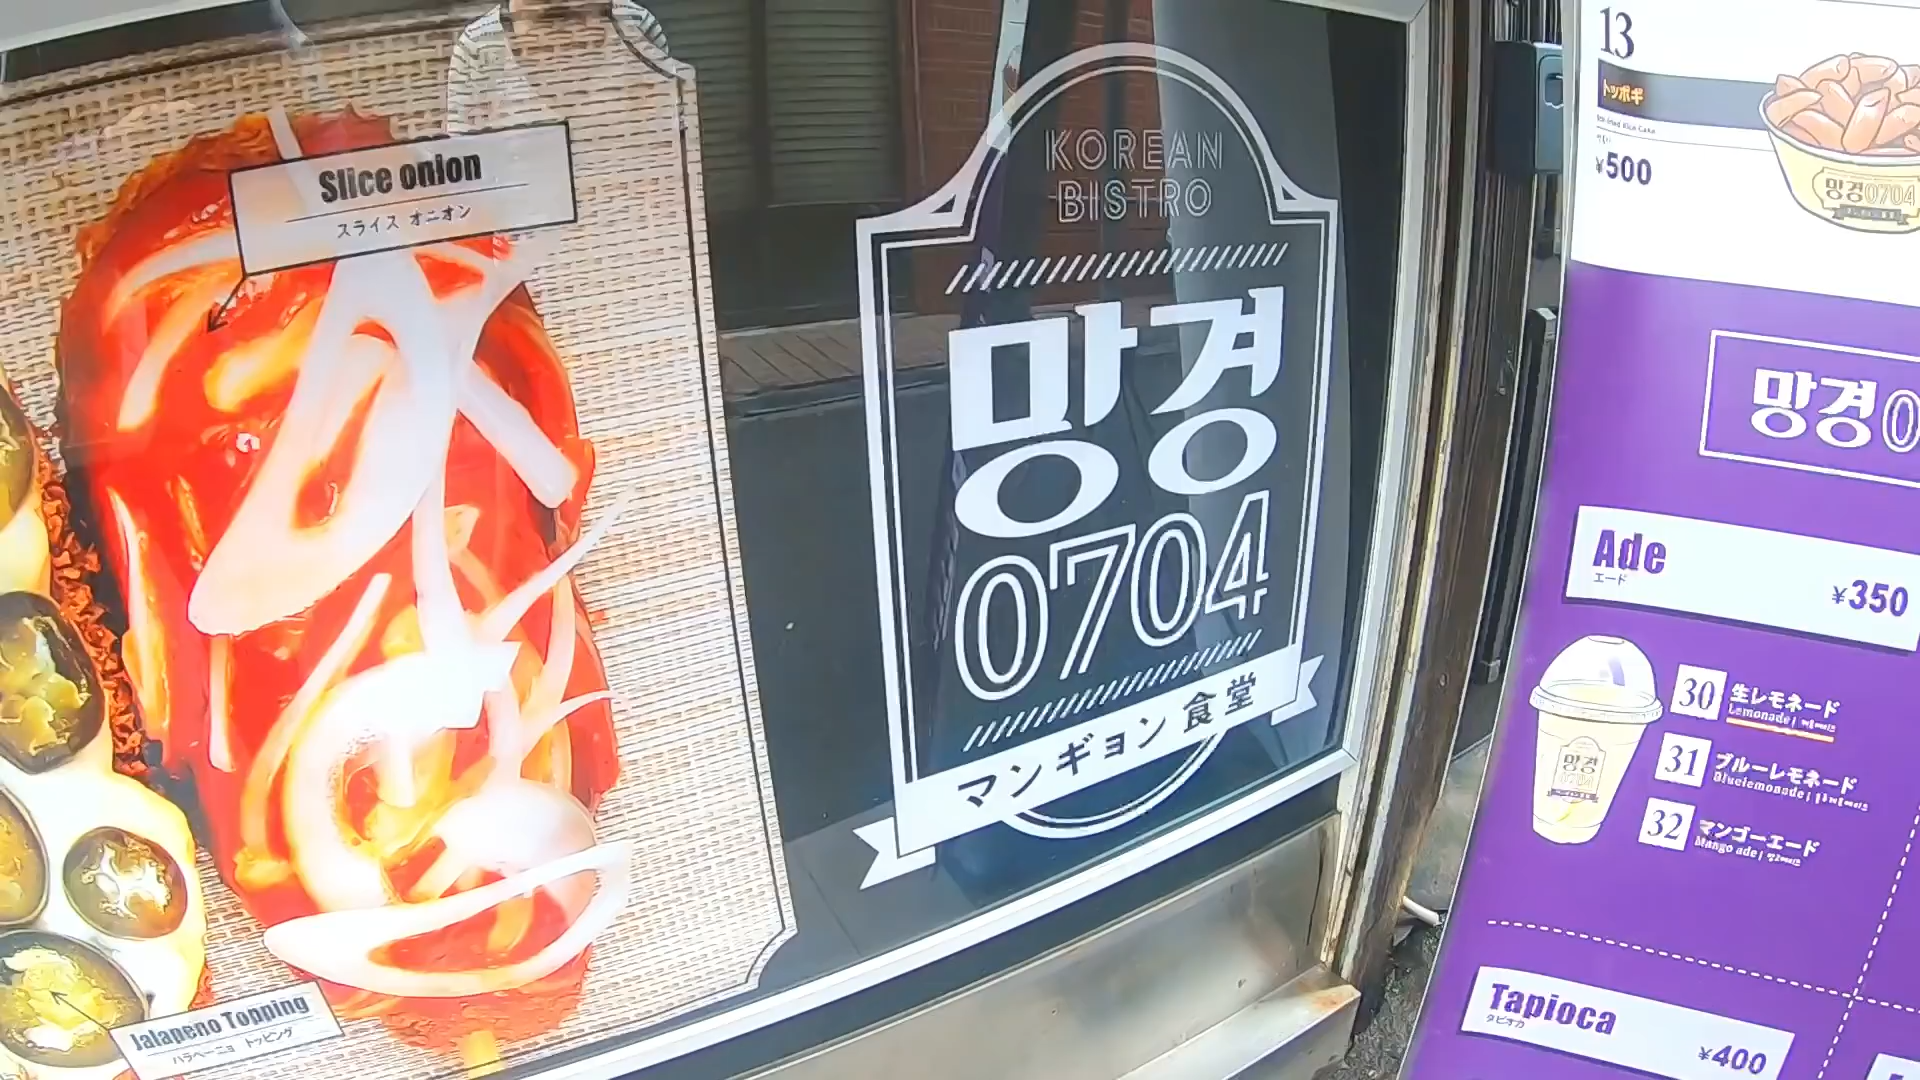 Slice onion
スライス オニオン
Jalapeno Topping
ハラペーニョ トッピング
KOREAN
BISTRO
망경
0704
マンギョン 食堂
13
トッポギ
¥500
망경0704
망경0
Ade
エード
¥350
망경
30 生レモネード
Lemonade
31 ブルーレモネード
Bluelemonade
32 マンゴーエード
Mango ade
Tapioca
タピオカ
¥400